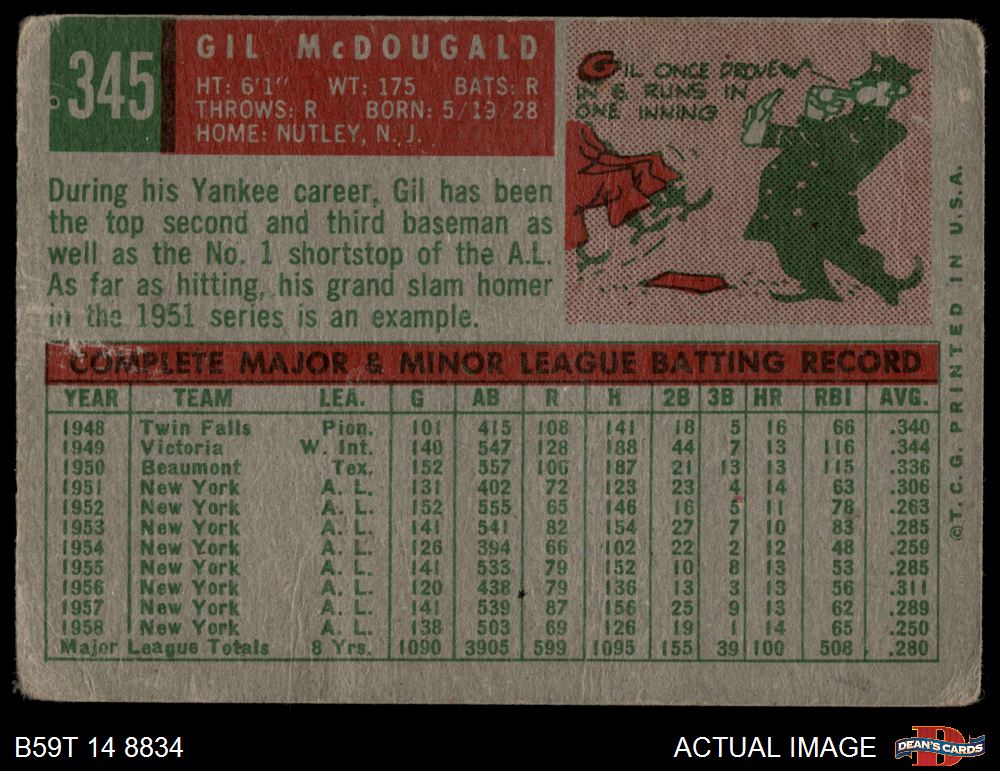 345
GIL McDOUGALD
HT: 6'1" WT: 175 BATS: R
THROWS: R BORN: 5/19/28
HOME: NUTLEY, N. J.
GIL ONCE DROVE
IN 6 RUNS IN
ONE INNING
During his Yankee career, Gil has been
the top second and third baseman as
well as the No. 1 shortstop of the A.L.
As far as hitting, his grand slam homer
in the 1951 series is an example.
COMPLETE MAJOR & MINOR LEAGUE BATTING RECORD
YEAR TEAM LEA. G AB R H 2B 3B HR RBI AVG.
1948 Twin Falls Pion. 101 415 108 141 18 5 16 66 .340
1949 Victoria W. Int. 140 547 128 188 44 7 13 116 .344
1950 Beaumont Tex. 152 557 106 187 21 13 13 115 .336
1951 New York A. L. 131 402 72 123 23 4 14 63 .306
1952 New York A. L. 152 555 65 146 16 5 11 78 .263
1953 New York A. L. 141 541 82 154 27 7 10 83 .285
1954 New York A. L. 126 394 66 102 22 2 12 48 .259
1955 New York A. L. 141 533 79 152 10 8 13 53 .285
1956 New York A. L. 120 438 79 136 13 3 13 56 .311
1957 New York A. L. 141 539 87 156 25 9 13 62 .289
1958 New York A. L. 138 503 69 126 19 1 14 65 .250
Major League Totals 8 Yrs. 1090 3905 599 1095 155 39 100 508 .280
©T.C.G. PRINTED IN U.S.A.
B59T 14 8834
ACTUAL IMAGE
DEAN'S CARDS